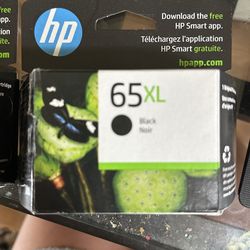 hp
Download the free
HP Smart app.
Téléchargez
l'application
HP Smart gratuite.
hpapp.com
65XL
Black
Noir